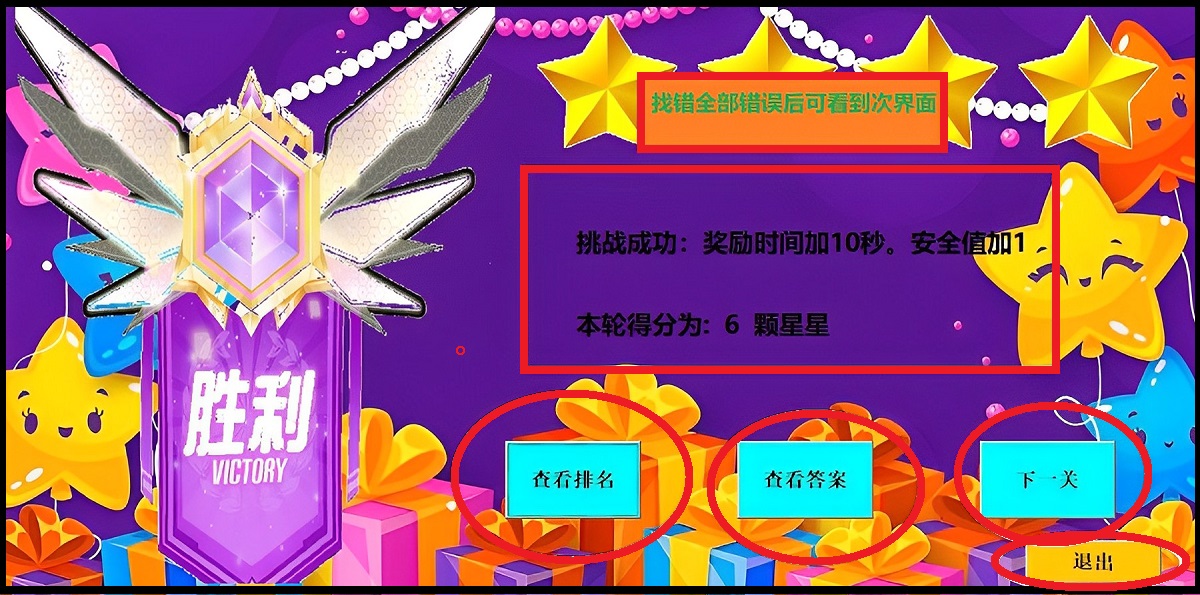 找错全部错误后可看到次界面
挑战成功：奖励时间加10秒。安全值加1
本轮得分为: 6 颗星星
胜利
VICTORY
查看排名
查看答案
下一关
退出